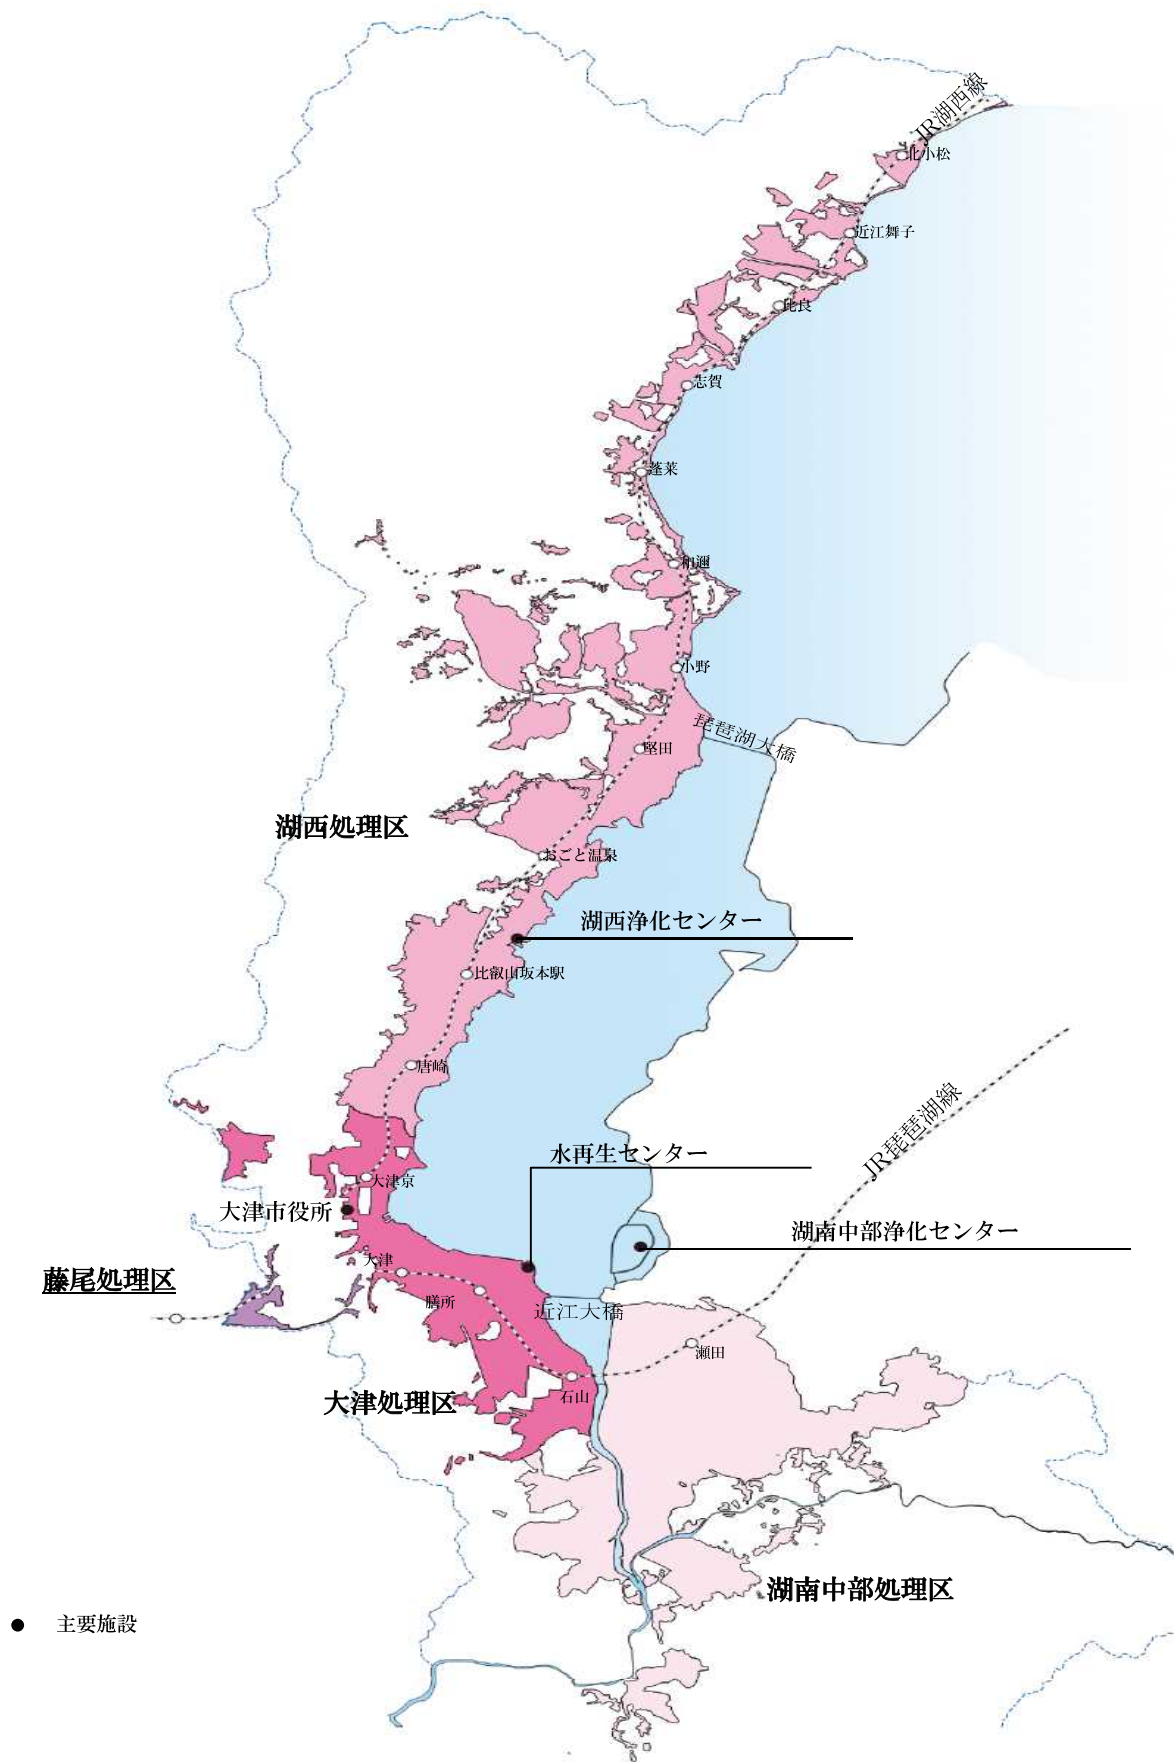 JR湖西線
北小松
近江舞子
比良
志賀
蓬莱
和邇
小野
琵琶湖大橋
堅田
湖西処理区
おごと温泉
湖西浄化センター
比叡山坂本駅
唐崎
JR琵琶湖線
水再生センター
大津京
大津市役所
湖南中部浄化センター
大津
藤尾処理区
膳所
近江大橋
瀬田
石山
大津処理区
湖南中部処理区
● 主要施設